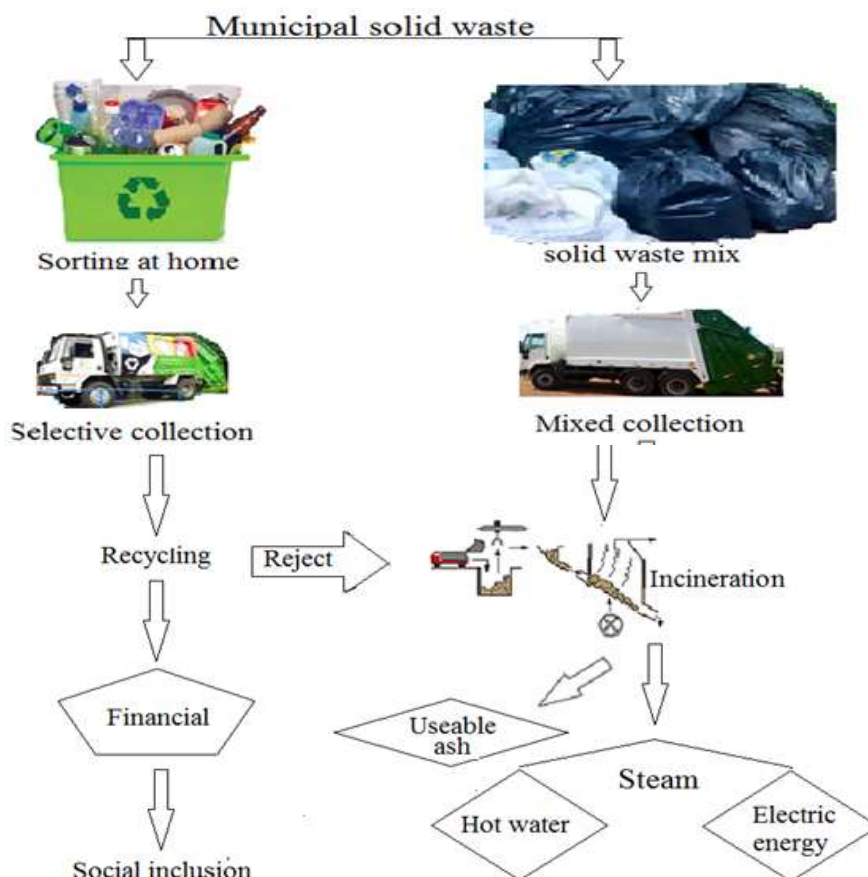 Municipal solid waste
Sorting at home
solid waste mix
Selective collection
Mixed collection
Recycling
Reject
Incineration
Financial
Useable
ash
Steam
Hot water
Electric
energy
Social inclusion